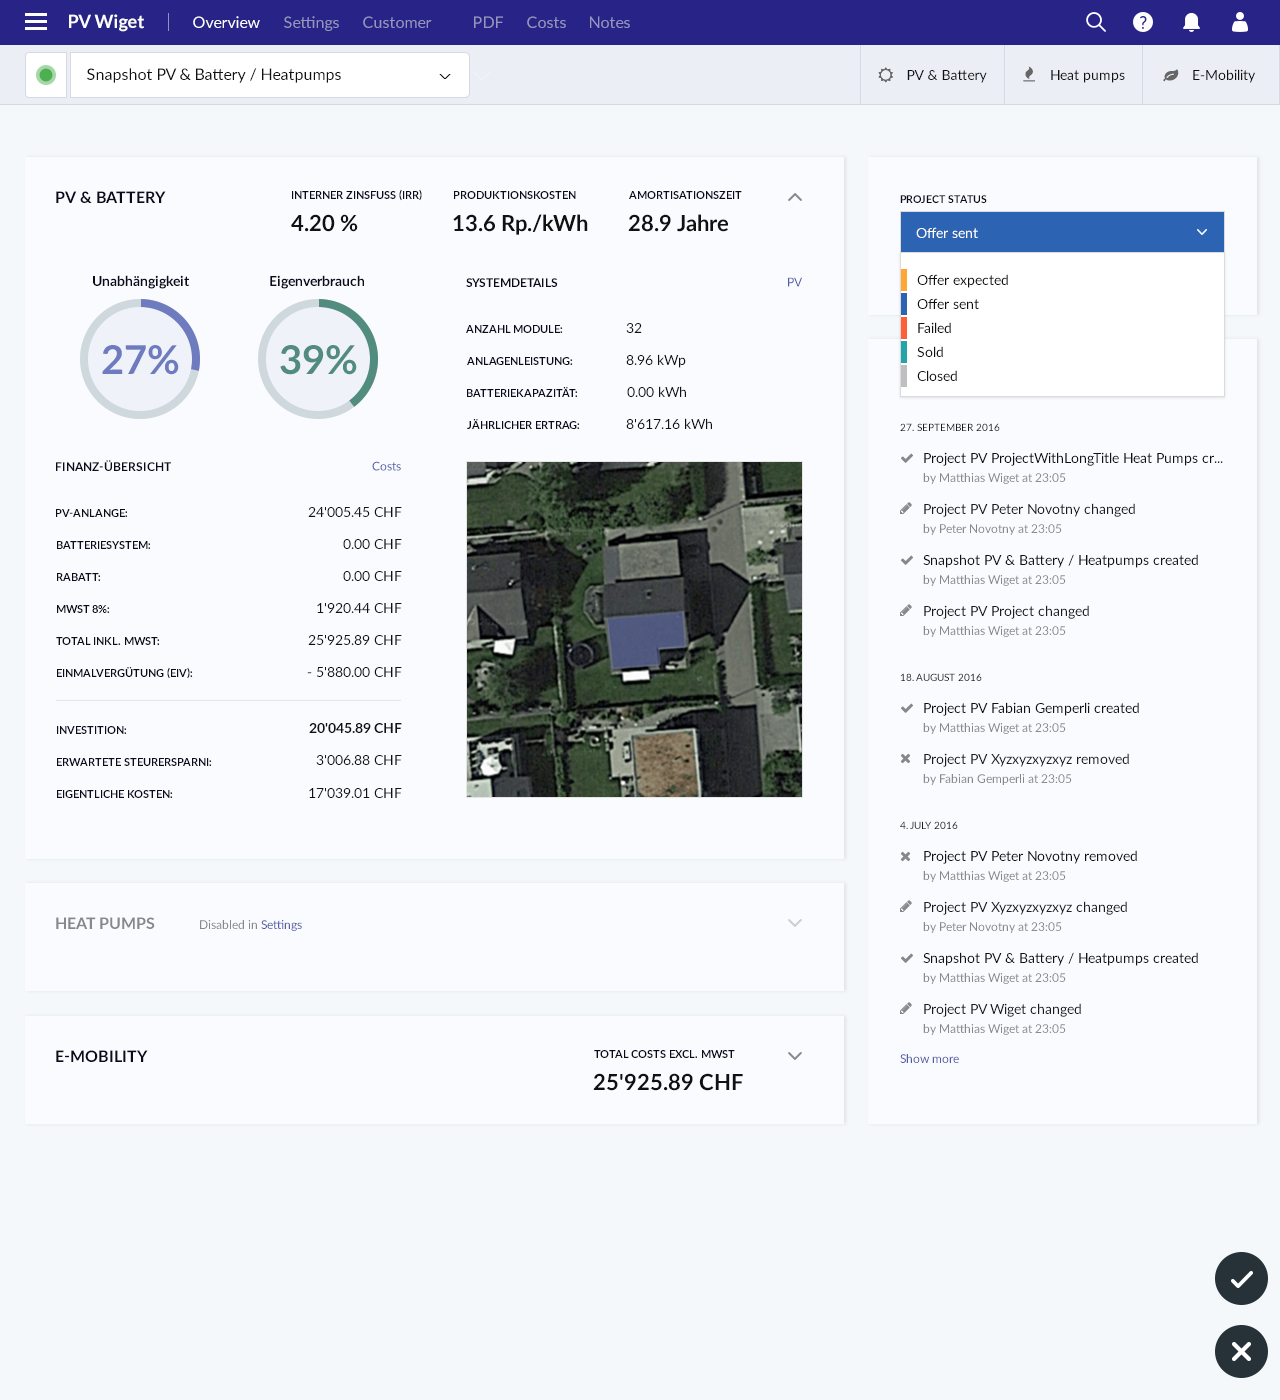 PV Wiget
Overview
Settings
Customer
PDF
Costs
Notes
?
Snapshot PV & Battery / Heatpumps
PV & Battery
Heat pumps
E-Mobility
PV & BATTERY
INTERNER ZINSFUSS (IRR)
4.20 %
PRODUKTIONSKOSTEN
13.6 Rp./kWh
AMORTISATIONSZEIT
28.9 Jahre
Unabhängigkeit
27%
Eigenverbrauch
39%
SYSTEMDETAILS
PV
ANZAHL MODULE: 32
ANLAGENLEISTUNG: 8.96 kWp
BATTERIEKAPAZITÄT: 0.00 kWh
JÄHRLICHER ERTRAG: 8'617.16 kWh
FINANZ-ÜBERSICHT
Costs
PV-ANLANGE: 24'005.45 CHF
BATTERIESYSTEM: 0.00 CHF
RABATT: 0.00 CHF
MWST 8%: 1'920.44 CHF
TOTAL INKL. MWST: 25'925.89 CHF
EINMALVERGÜTUNG (EIV): - 5'880.00 CHF
INVESTITION: 20'045.89 CHF
ERWARTETE STEURERSPARNI: 3'006.88 CHF
EIGENTLICHE KOSTEN: 17'039.01 CHF
HEAT PUMPS
Disabled in Settings
E-MOBILITY
TOTAL COSTS EXCL. MWST
25'925.89 CHF
PROJECT STATUS
Offer sent
Offer expected
Offer sent
Failed
Sold
Closed
27. SEPTEMBER 2016
Project PV ProjectWithLongTitle Heat Pumps cr...
by Matthias Wiget at 23:05
Project PV Peter Novotny changed
by Peter Novotny at 23:05
Snapshot PV & Battery / Heatpumps created
by Matthias Wiget at 23:05
Project PV Project changed
by Matthias Wiget at 23:05
18. AUGUST 2016
Project PV Fabian Gemperli created
by Matthias Wiget at 23:05
Project PV Xyzxyzxyzxyz removed
by Fabian Gemperli at 23:05
4. JULY 2016
Project PV Peter Novotny removed
by Matthias Wiget at 23:05
Project PV Xyzxyzxyzxyz changed
by Peter Novotny at 23:05
Snapshot PV & Battery / Heatpumps created
by Matthias Wiget at 23:05
Project PV Wiget changed
by Matthias Wiget at 23:05
Show more